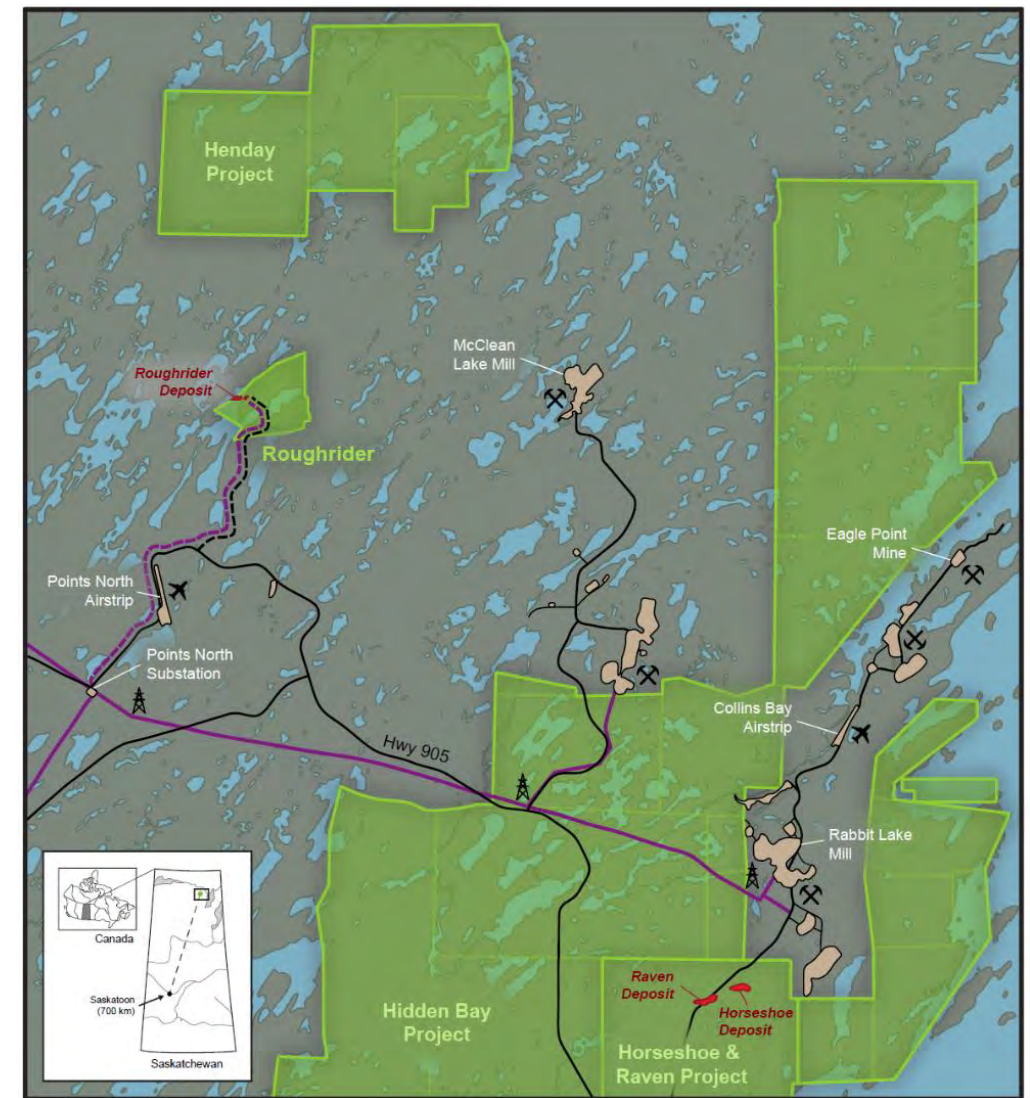 Henday
Project
McClean
Lake Mill
Roughrider
Deposit
Roughrider
Eagle Point
Mine
Points North
Airstrip
Points North
Substation
Collins Bay
Airstrip
Hwy 905
Rabbit Lake
Mill
Canada
Saskatoon
(700 km)
Saskatchewan
Raven
Deposit
Horseshoe
Deposit
Hidden Bay
Project
Horseshoe &
Raven Project